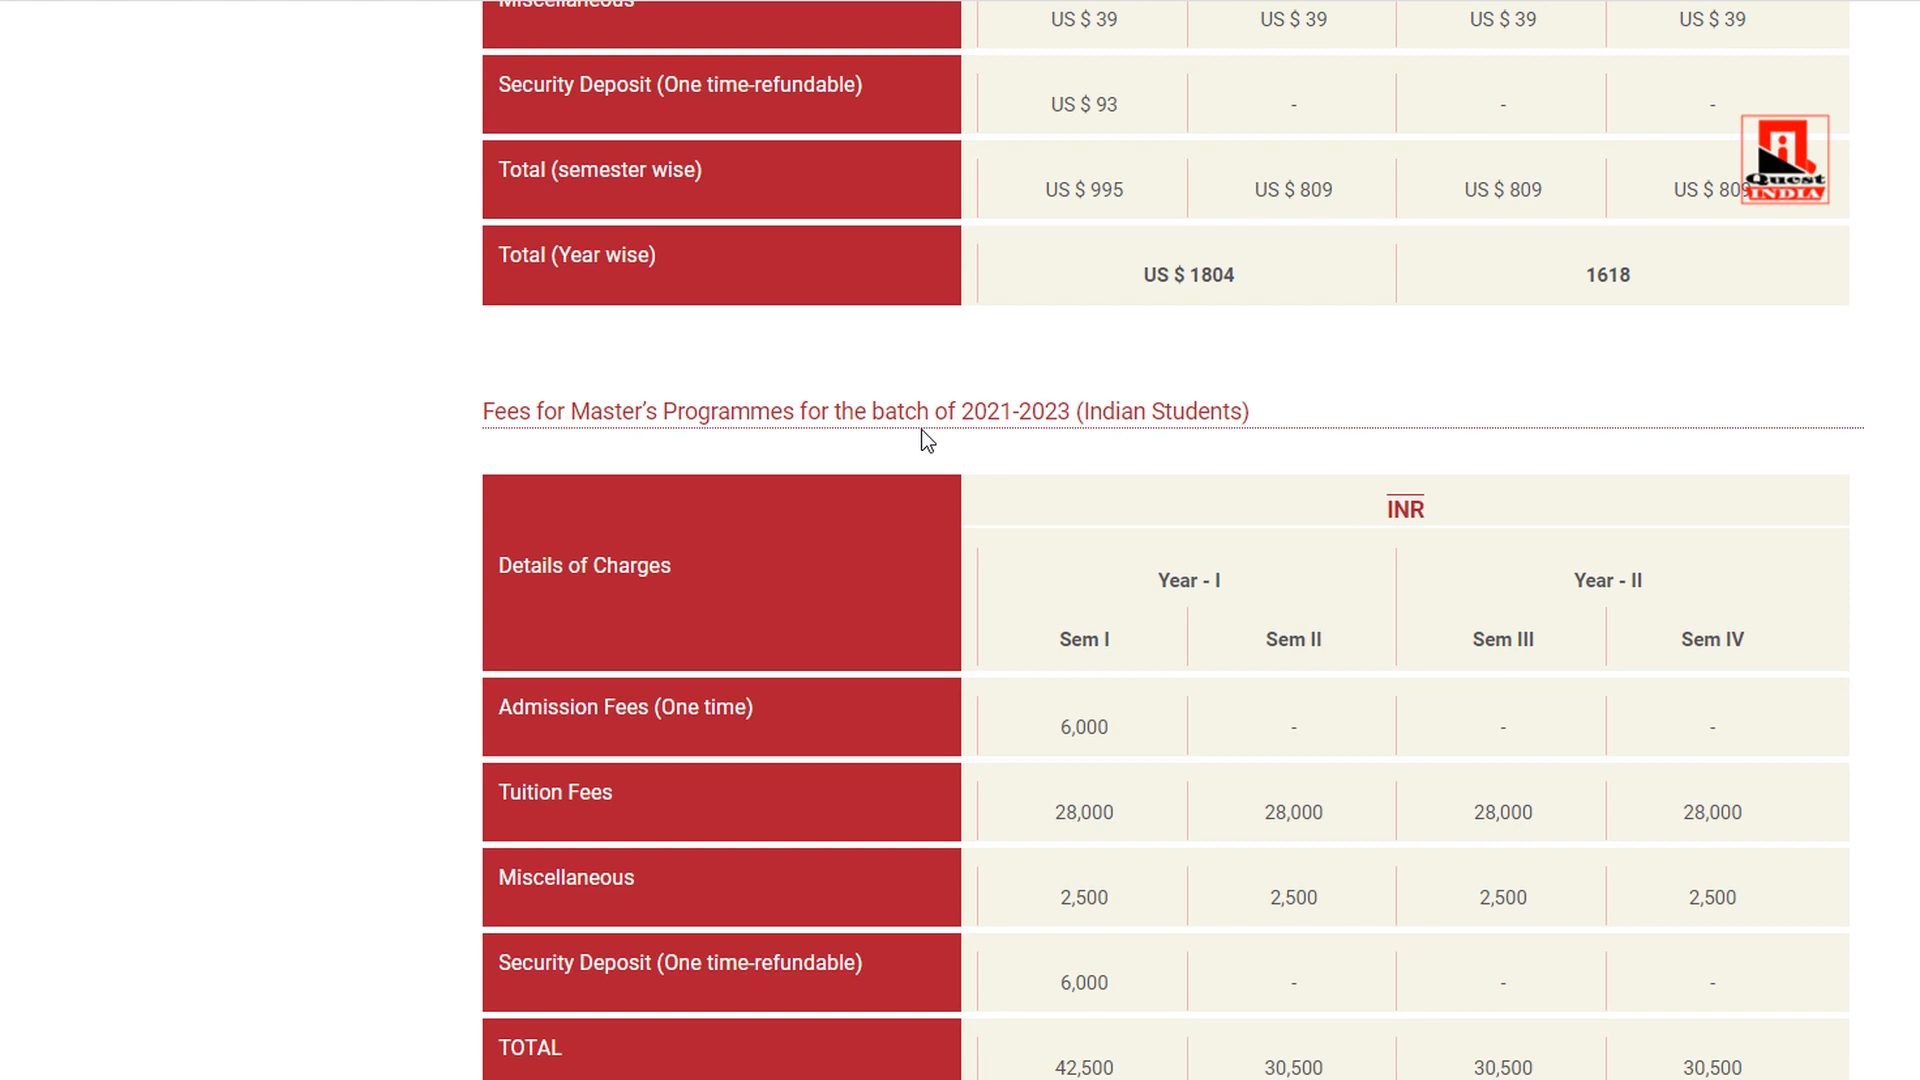 Miscellaneous US $ 39 US $ 39 US $ 39 US $ 39
Security Deposit (One time-refundable) US $ 93 - - -
Total (semester wise) US $ 995 US $ 809 US $ 809 US $ 809
Total (Year wise) US $ 1804 1618
Quest
INDIA
Fees for Master’s Programmes for the batch of 2021-2023 (Indian Students)
INR
Details of Charges
Year - I Year - II
Sem I Sem II Sem III Sem IV
Admission Fees (One time) 6,000 - - -
Tuition Fees 28,000 28,000 28,000 28,000
Miscellaneous 2,500 2,500 2,500 2,500
Security Deposit (One time-refundable) 6,000 - - -
TOTAL 42,500 30,500 30,500 30,500